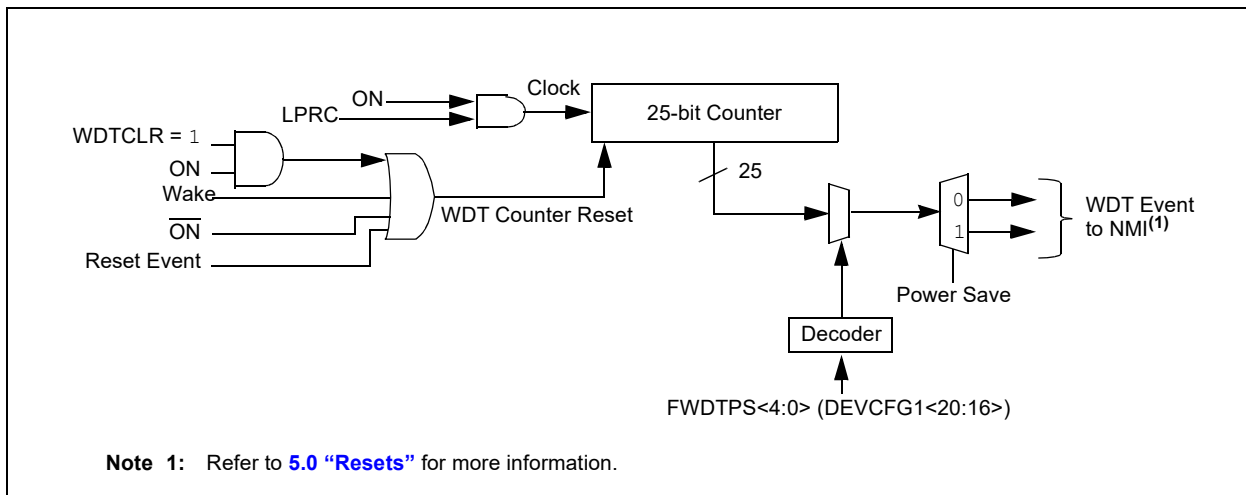 Clock
ON
LPRC
25-bit Counter
WDTCLR = 1
ON
Wake
25
0
1
WDT Event
to NMI(1)
WDT Counter Reset
ON
Reset Event
Power Save
Decoder
FWDTPS<4:0> (DEVCFG1<20:16>)
Note 1: Refer to 5.0 “Resets” for more information.